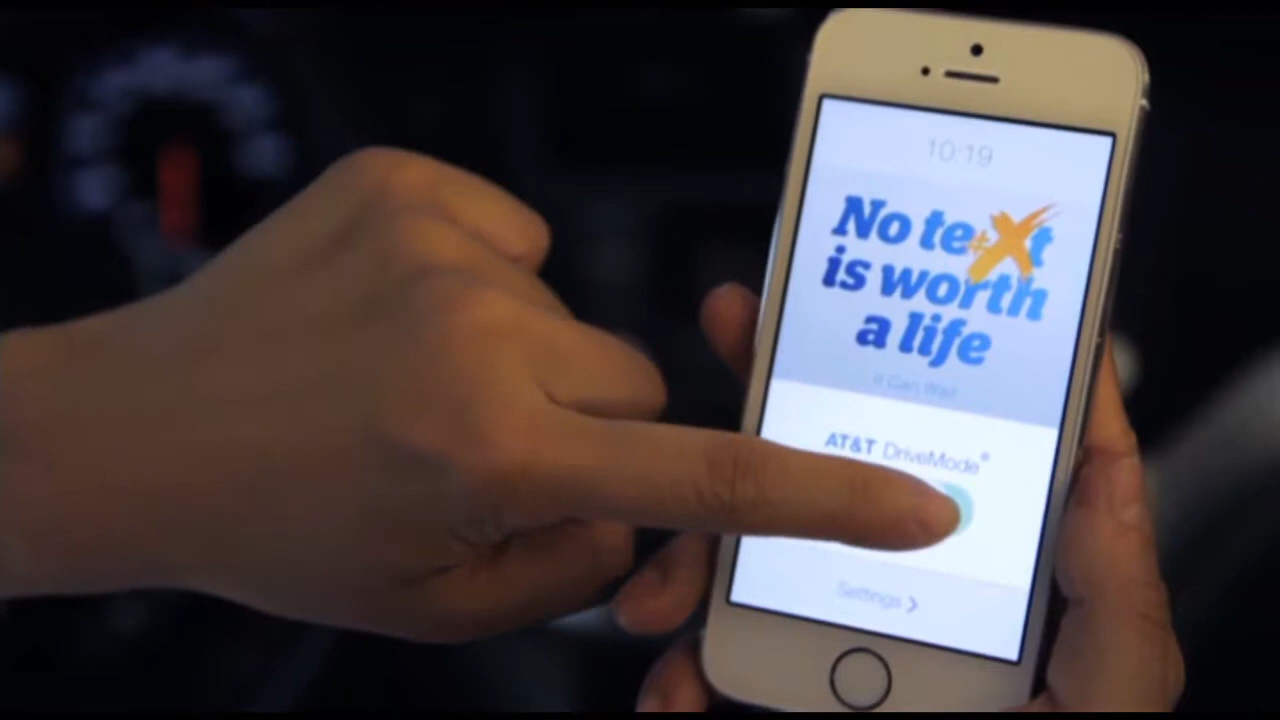 10:19
No text
is worth
a life
It Can Wait
AT&T DriveMode®
Settings >